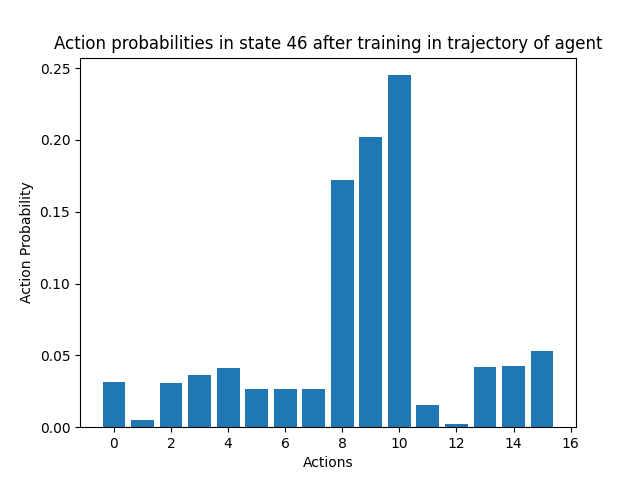 Action probabilities in state 46 after training in trajectory of agent
0.25
0.20
0.15
0.10
0.05
0.00
Action Probability
0 2 4 6 8 10 12 14 16
Actions